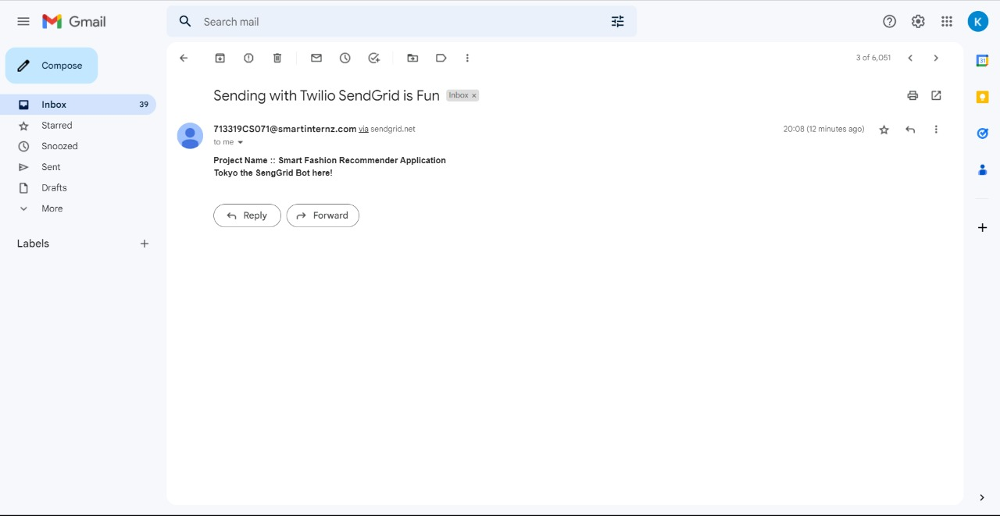 Gmail
Search mail
K
Compose
3 of 6,051
31
Inbox 39
Starred
Snoozed
Sent
Drafts
More
Labels
Sending with Twilio SendGrid is Fun Inbox ×
713319CS071@smartinternz.com via sendgrid.net 20:08 (12 minutes ago)
to me
Project Name :: Smart Fashion Recommender Application
Tokyo the SengGrid Bot here!
Reply Forward